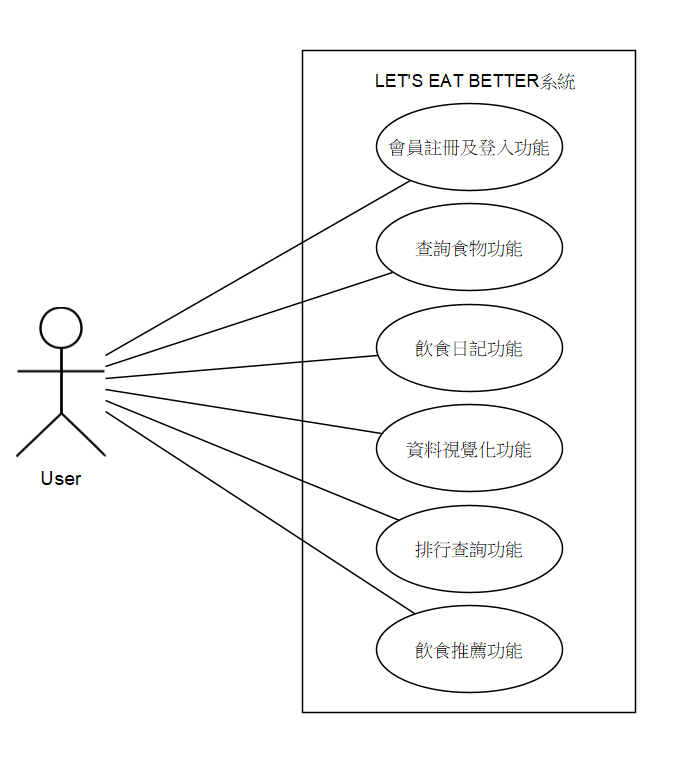 LET'S EAT BETTER系統
會員註冊及登入功能
查詢食物功能
飲食日記功能
資料視覺化功能
排行查詢功能
飲食推薦功能
User